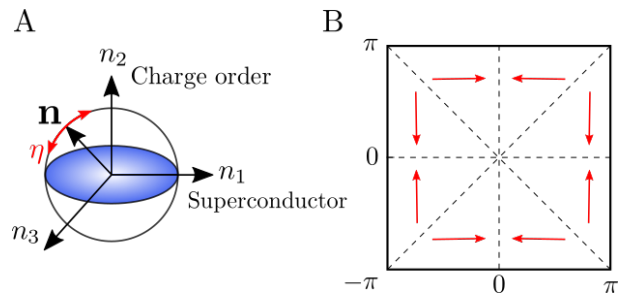 A
n₂
Charge order
n
η
n₁
Superconductor
n₃
B
π
0
−π
0
π